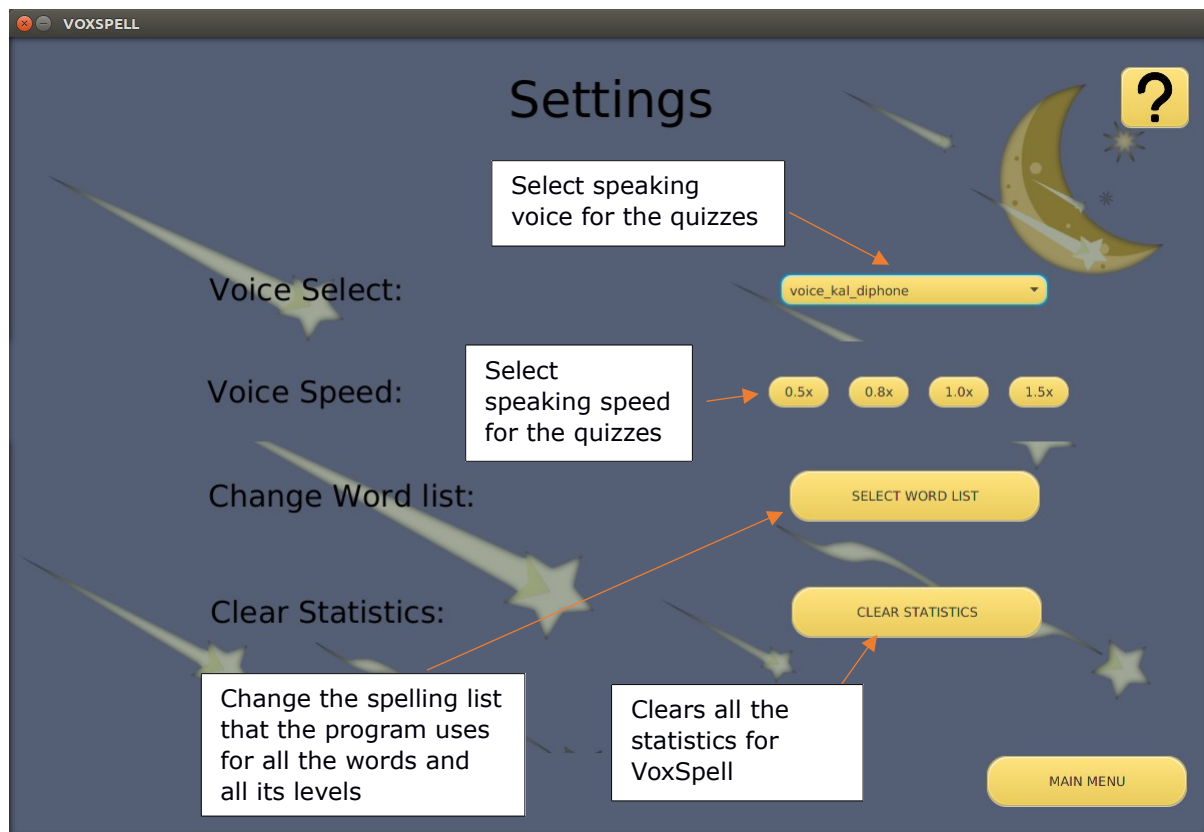 VOXSPELL
Settings
?
Select speaking
voice for the quizzes
Voice Select:
voice_kal_diphone
Voice Speed:
Select
speaking speed
for the quizzes
0.5x
0.8x
1.0x
1.5x
Change Word list:
SELECT WORD LIST
Clear Statistics:
CLEAR STATISTICS
Change the spelling list
that the program uses
for all the words and
all its levels
Clears all the
statistics for
VoxSpell
MAIN MENU